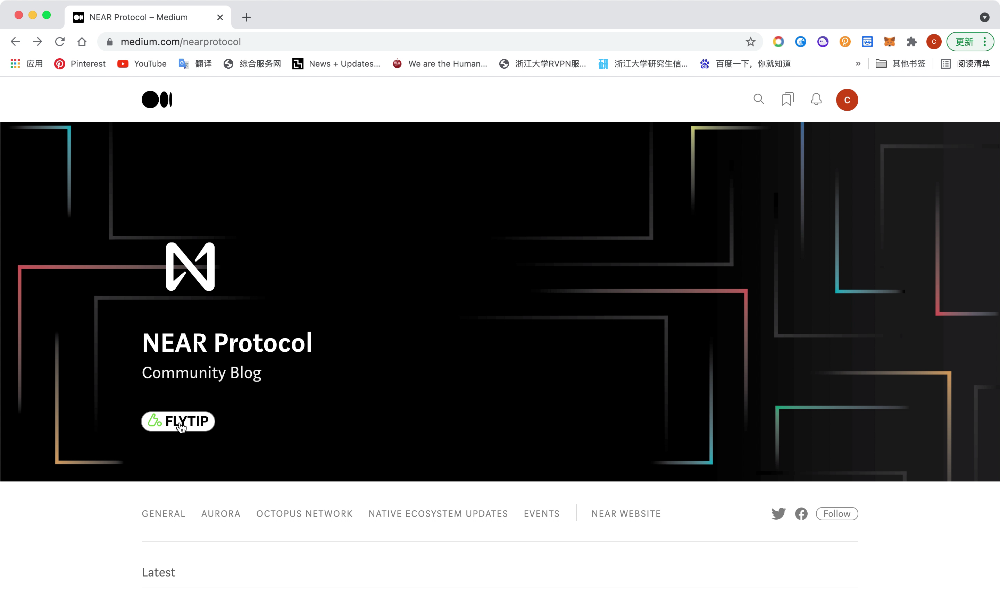 NEAR Protocol – Medium
medium.com/nearprotocol
C
更新
应用
Pinterest
YouTube
翻译
综合服务网
News + Updates...
We are the Human...
浙江大学RVPN服...
研
浙江大学研究生信...
du
百度一下，你就知道
»
其他书签
阅读清单
C
NEAR Protocol
Community Blog
FLYTIP
GENERAL
AURORA
OCTOPUS NETWORK
NATIVE ECOSYSTEM UPDATES
EVENTS
NEAR WEBSITE
Follow
Latest